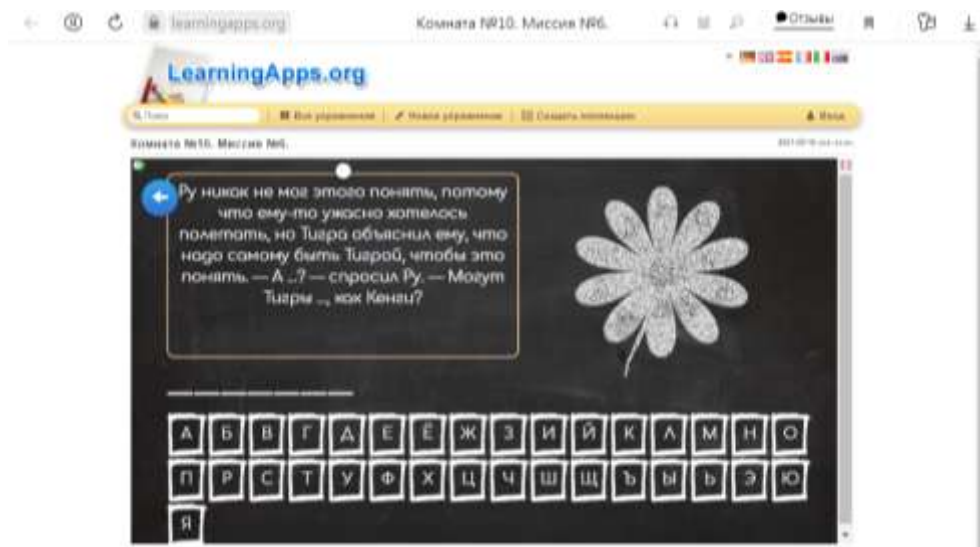 learningapps.org Комната №10. Миссия №6. Отзывы
LearningApps.org
Поиск Все упражнения Новое упражнение Создать коллекцию Вход
Комната №10. Миссия №6.
Ру никак не мог этого понять, потому
что ему-то ужасно хотелось
полетать, но Тигра объяснил ему, что
надо самому быть Тигрой, чтобы это
понять. — А ..? — спросил Ру. — Могут
Тигры .., как Кенги?
А Б В Г Д Е Ё Ж З И Й К Л М Н О
П Р С Т У Ф Х Ц Ч Ш Щ Ъ Ы Ь Э Ю
Я